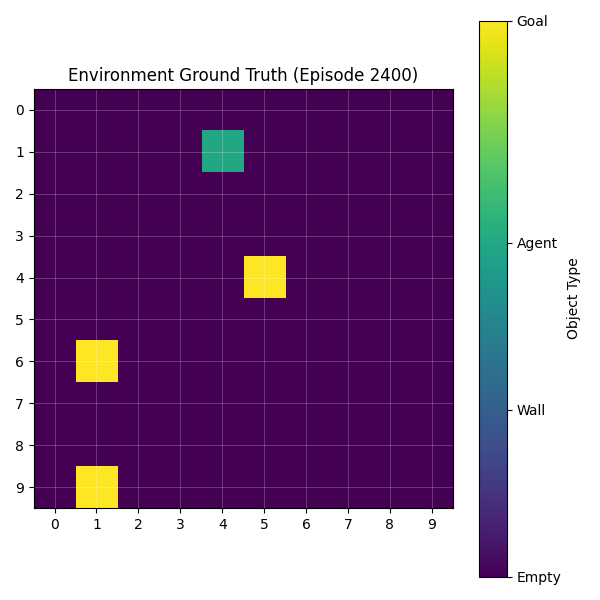 Environment Ground Truth (Episode 2400)
0
1
2
3
4
5
6
7
8
9
0 1 2 3 4 5 6 7 8 9
Goal
Agent
Wall
Empty
Object Type